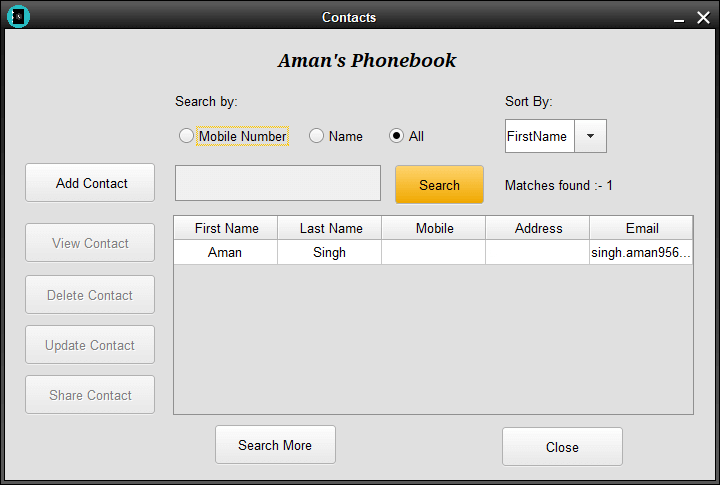 Contacts
Aman's Phonebook
Search by:
Sort By:
Mobile Number Name All
FirstName
Add Contact
Search
Matches found :- 1
First Name Last Name Mobile Address Email
Aman Singh singh.aman956...
View Contact
Delete Contact
Update Contact
Share Contact
Search More
Close